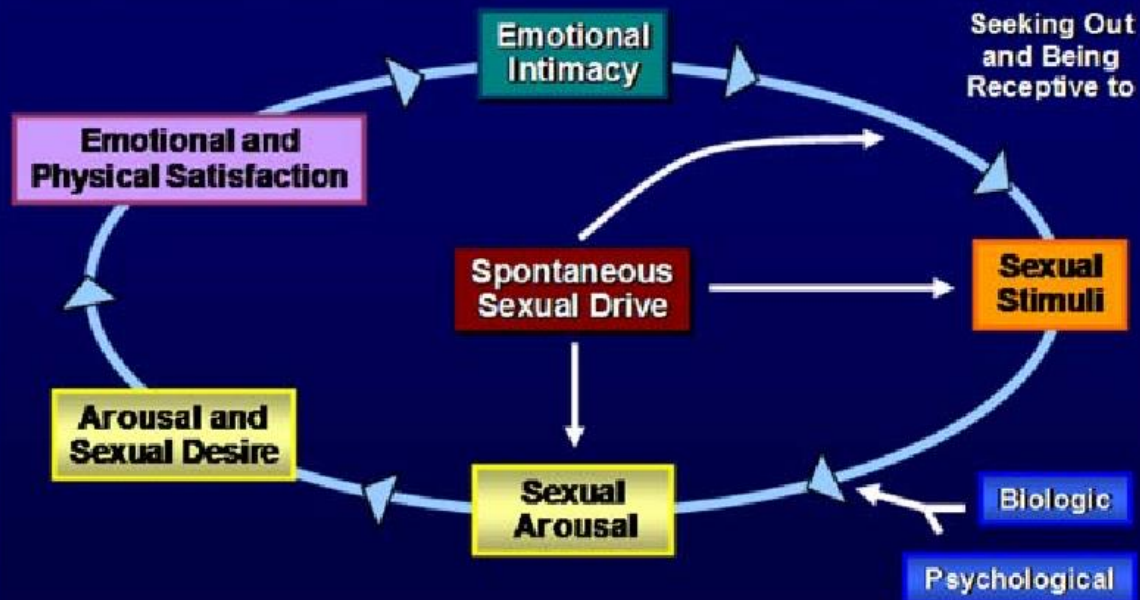 Emotional
Intimacy
Seeking Out
and Being
Receptive to
Emotional and
Physical Satisfaction
Spontaneous
Sexual Drive
Sexual
Stimuli
Arousal and
Sexual Desire
Sexual
Arousal
Biologic
Psychological